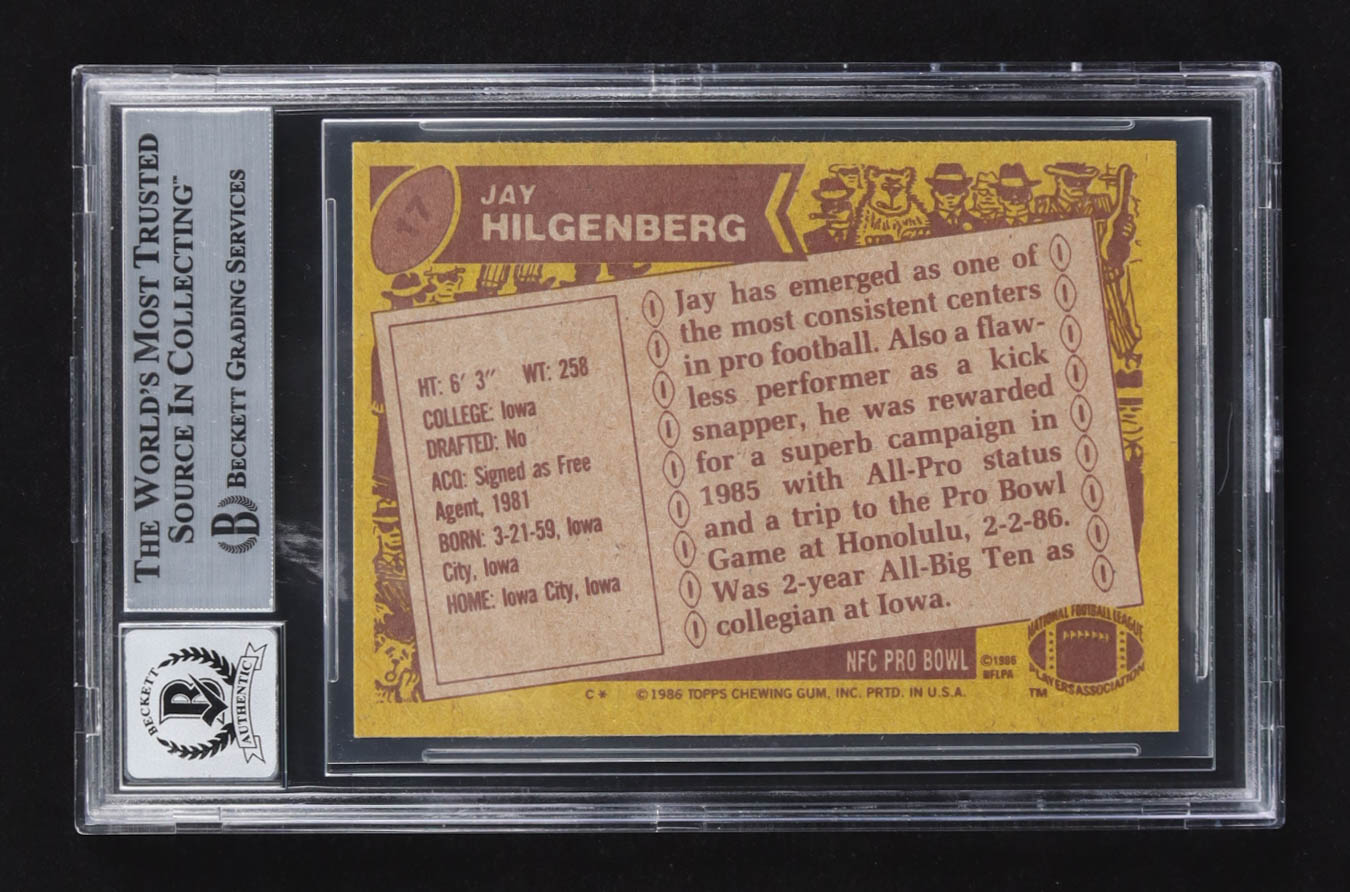 THE WORLD'S MOST TRUSTED
SOURCE IN COLLECTING™
BECKETT GRADING SERVICES
B
BECKETT
B
AUTHENTIC
17
JAY
HILGENBERG
HT: 6' 3" WT: 258
COLLEGE: Iowa
DRAFTED: No
ACQ: Signed as Free
Agent, 1981
BORN: 3-21-59, Iowa
City, Iowa
HOME: Iowa City, Iowa
Jay has emerged as one of
the most consistent centers
in pro football. Also a flaw-
less performer as a kick
snapper, he was rewarded
for a superb campaign in
1985 with All-Pro status
and a trip to the Pro Bowl
Game at Honolulu, 2-2-86.
Was 2-year All-Big Ten as
collegian at Iowa.
NFC PRO BOWL
©1986
NFLPA
NATIONAL FOOTBALL LEAGUE
PLAYERS ASSOCIATION
TM
C* ©1986 TOPPS CHEWING GUM, INC. PRTD. IN U.S.A.